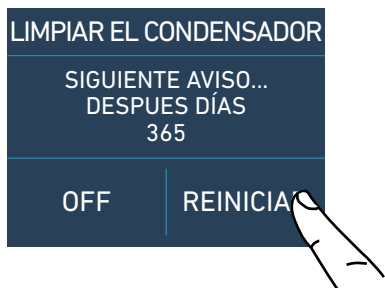 LIMPIAR EL CONDENSADOR
SIGUIENTE AVISO...
DESPUES DÍAS
365
OFF
REINICIA